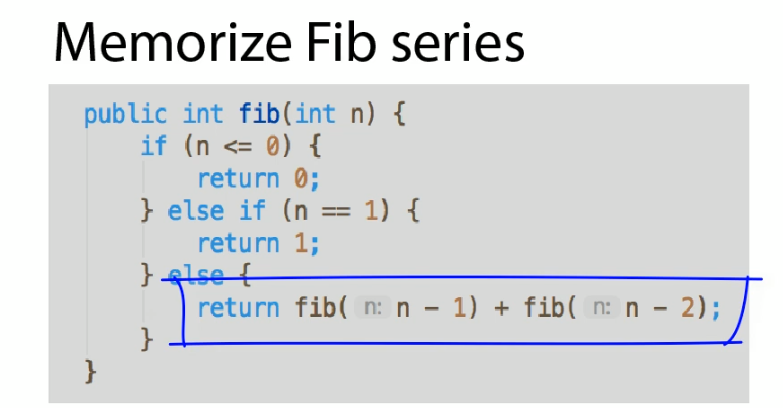 Memorize Fib series
public int fib(int n) {
if (n <= 0) {
return 0;
} else if (n == 1) {
return 1;
} else {
return fib( n: n - 1) + fib( n: n - 2);
}
}